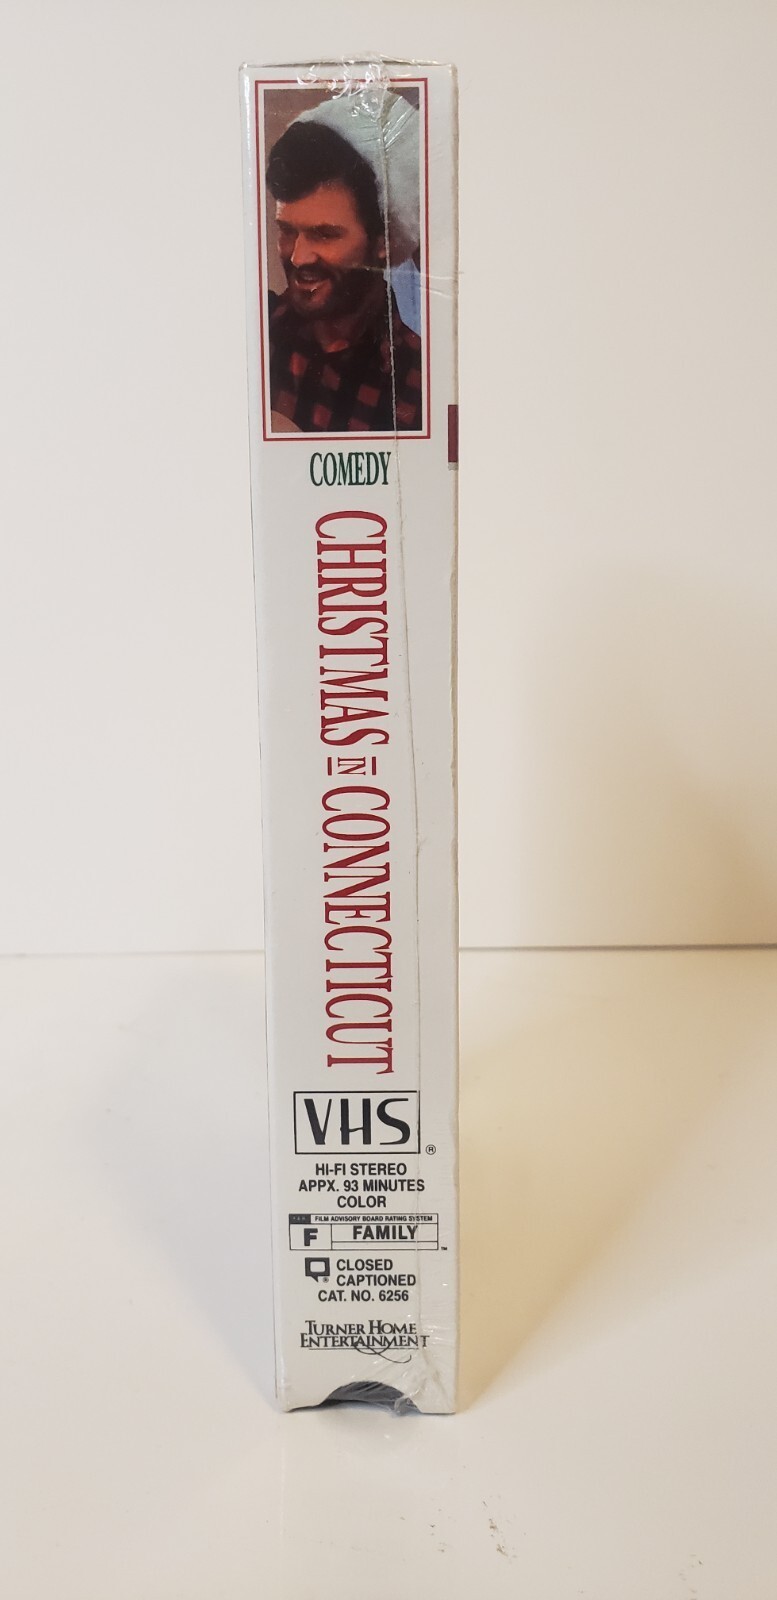 COMEDY
CHRISTMAS IN CONNECTICUT
VHS
®
HI-FI STEREO
APPX. 93 MINUTES
COLOR
FILM ADVISORY BOARD RATING SYSTEM
F FAMILY ™
CLOSED
® CAPTIONED
CAT. NO. 6256
TURNER HOME
ENTERTAINMENT